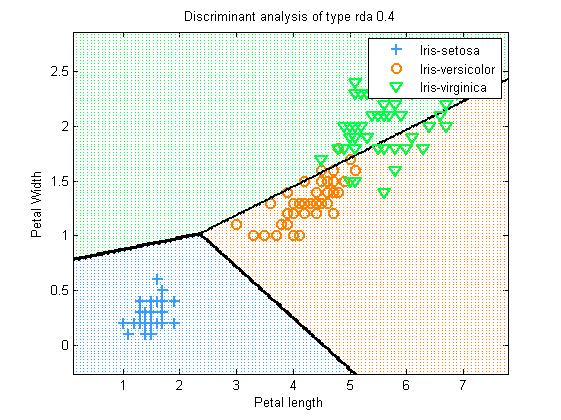 Discriminant analysis of type rda 0.4
Iris-setosa
Iris-versicolor
Iris-virginica
2.5
2
1.5
1
0.5
0
Petal Width
1 2 3 4 5 6 7
Petal length